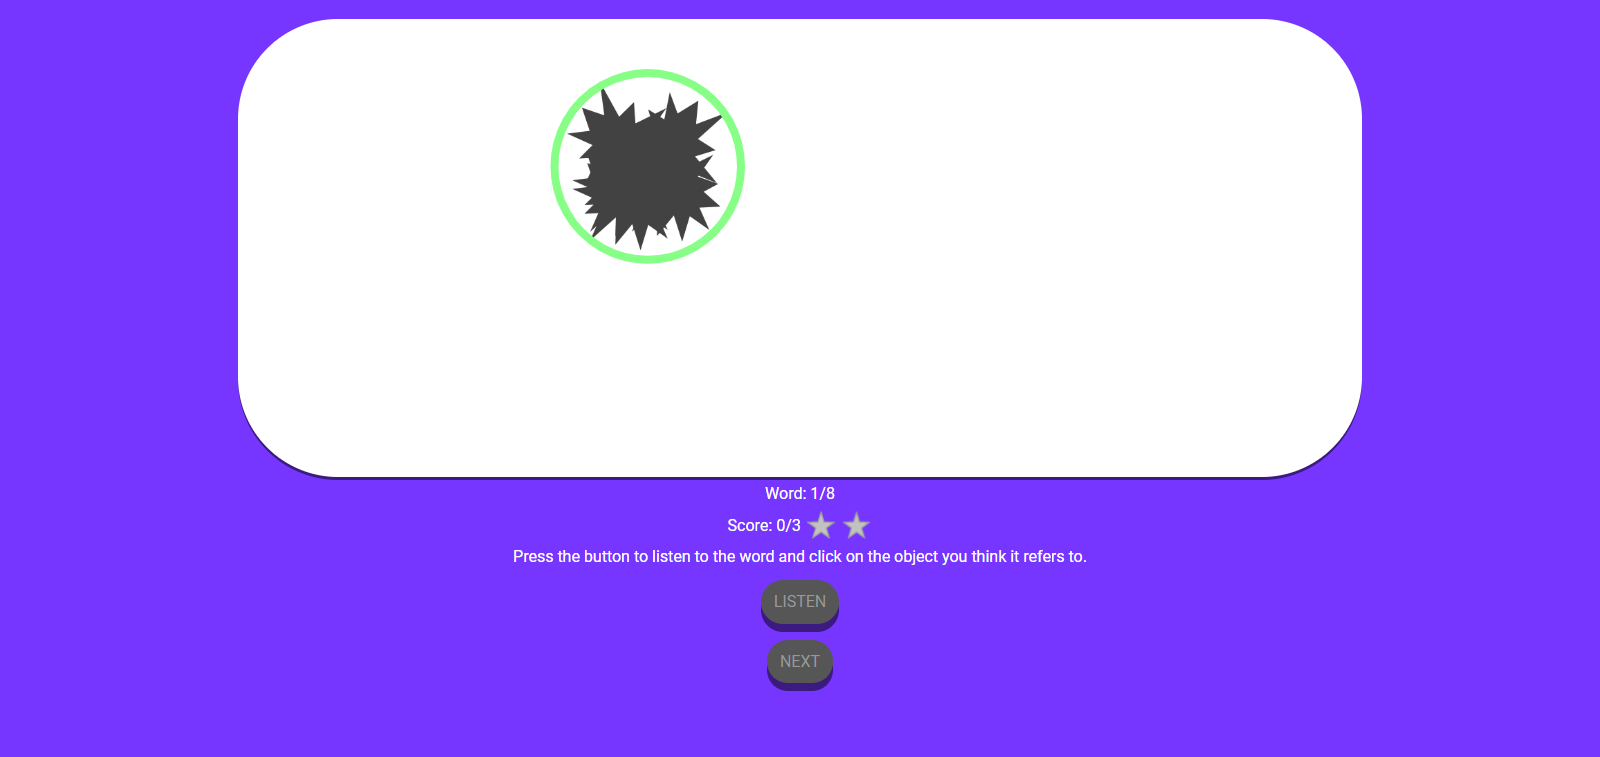 Word: 1/8
Score: 0/3
Press the button to listen to the word and click on the object you think it refers to.
LISTEN
NEXT